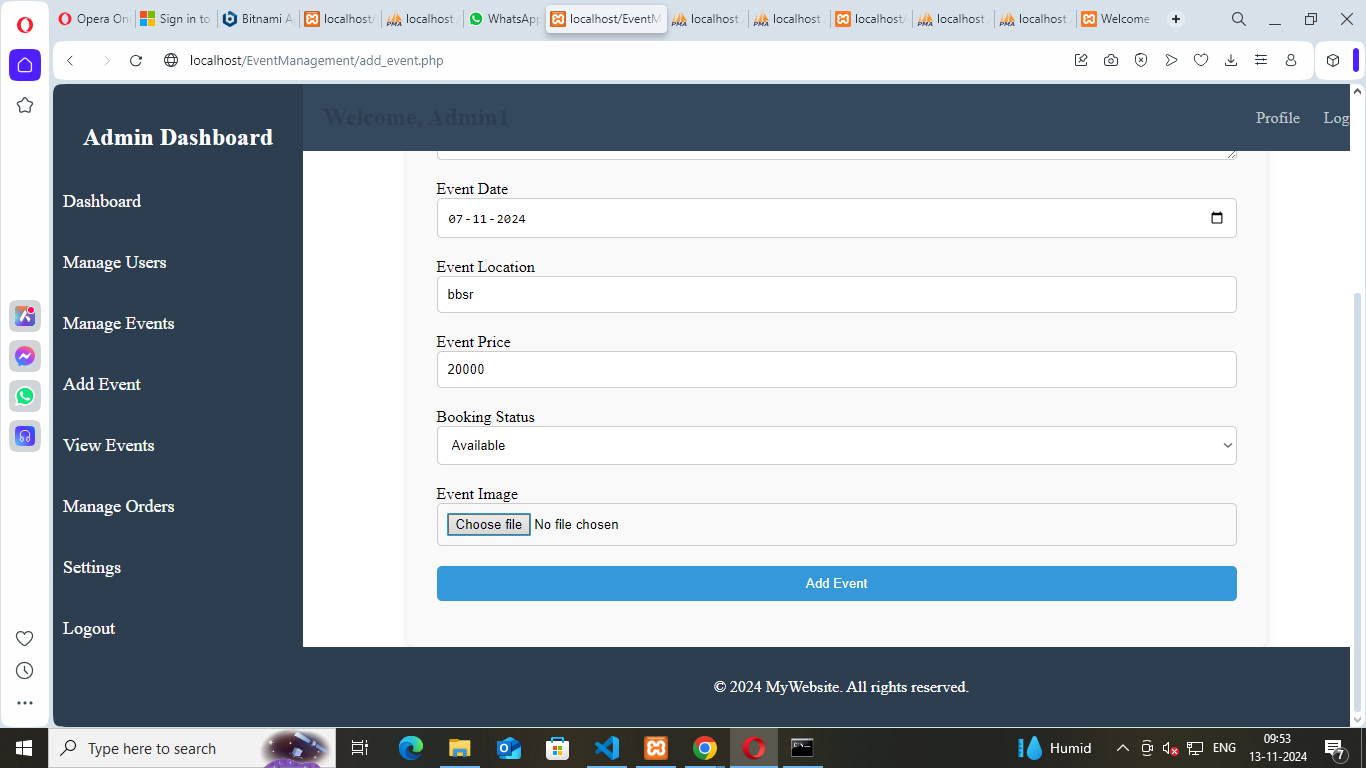 Opera On
Sign in to
Bitnami A
localhost/
localhost
WhatsApp
localhost/EventM
localhost
localhost
localhost/
localhost
localhost
Welcome
localhost/EventManagement/add_event.php
Admin Dashboard
Welcome, Admin1
Profile
Log
Dashboard
Manage Users
Manage Events
Add Event
View Events
Manage Orders
Settings
Logout
Event Date
07-11-2024
Event Location
bbsr
Event Price
20000
Booking Status
Available
Event Image
Choose file No file chosen
Add Event
© 2024 MyWebsite. All rights reserved.
Type here to search
Humid
ENG
09:53
13-11-2024
7